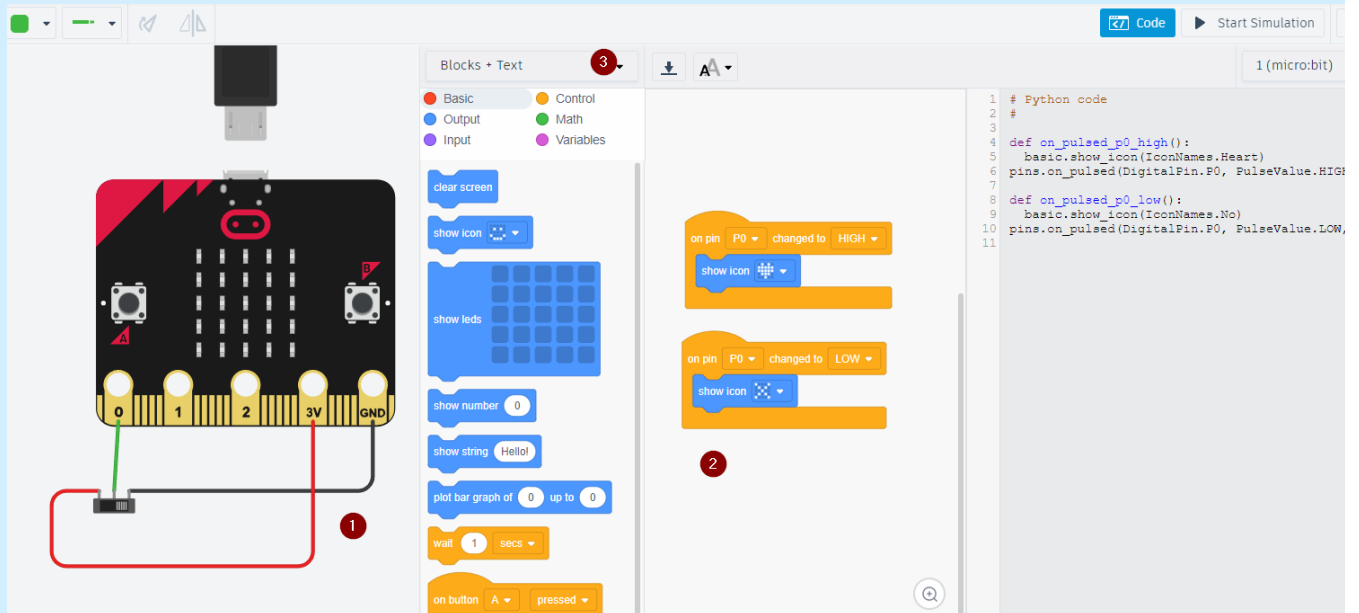 Code
Start Simulation
Blocks + Text
3
1 (micro:bit)
Basic
Control
Output
Math
Input
Variables
clear screen
show icon
show leds
show number 0
show string Hello!
plot bar graph of 0 up to 0
wait 1 secs
on button A pressed
on pin P0 changed to HIGH
show icon
on pin P0 changed to LOW
show icon
2
1 # Python code
2 #
3
4 def on_pulsed_p0_high():
5 basic.show_icon(IconNames.Heart)
6 pins.on_pulsed(DigitalPin.P0, PulseValue.HIGH
7
8 def on_pulsed_p0_low():
9 basic.show_icon(IconNames.No)
10 pins.on_pulsed(DigitalPin.P0, PulseValue.LOW,
11
B
A
0 1 2 3V GND
1